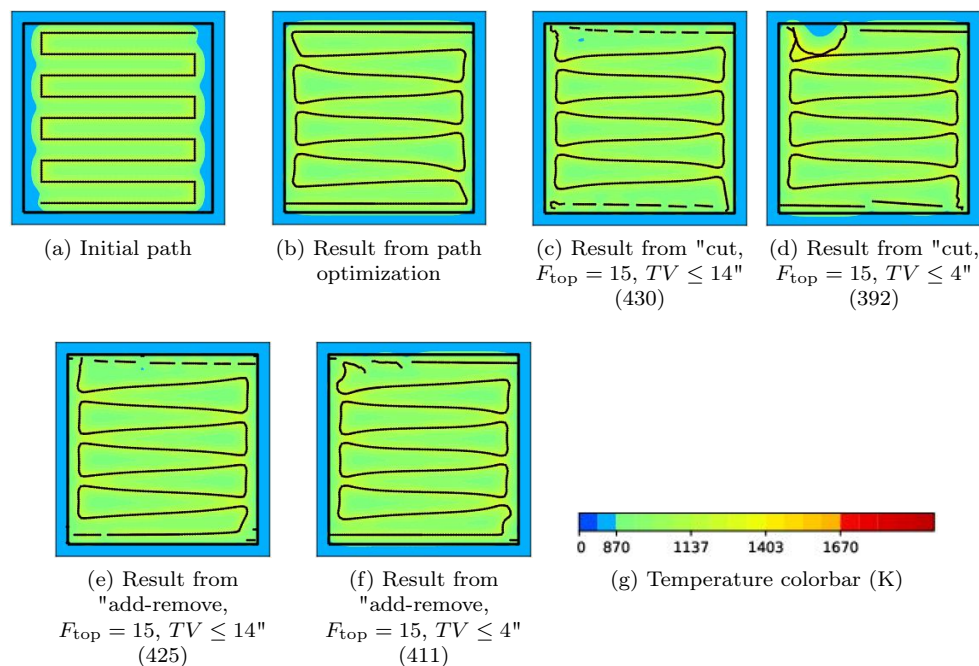 (a) Initial path
(b) Result from path
optimization
(c) Result from "cut,
F_top = 15, TV ≤ 14"
(430)
(d) Result from "cut,
F_top = 15, TV ≤ 4"
(392)
0 870 1137 1403 1670
(e) Result from
"add-remove,
F_top = 15, TV ≤ 14"
(425)
(f) Result from
"add-remove,
F_top = 15, TV ≤ 4"
(411)
(g) Temperature colorbar (K)